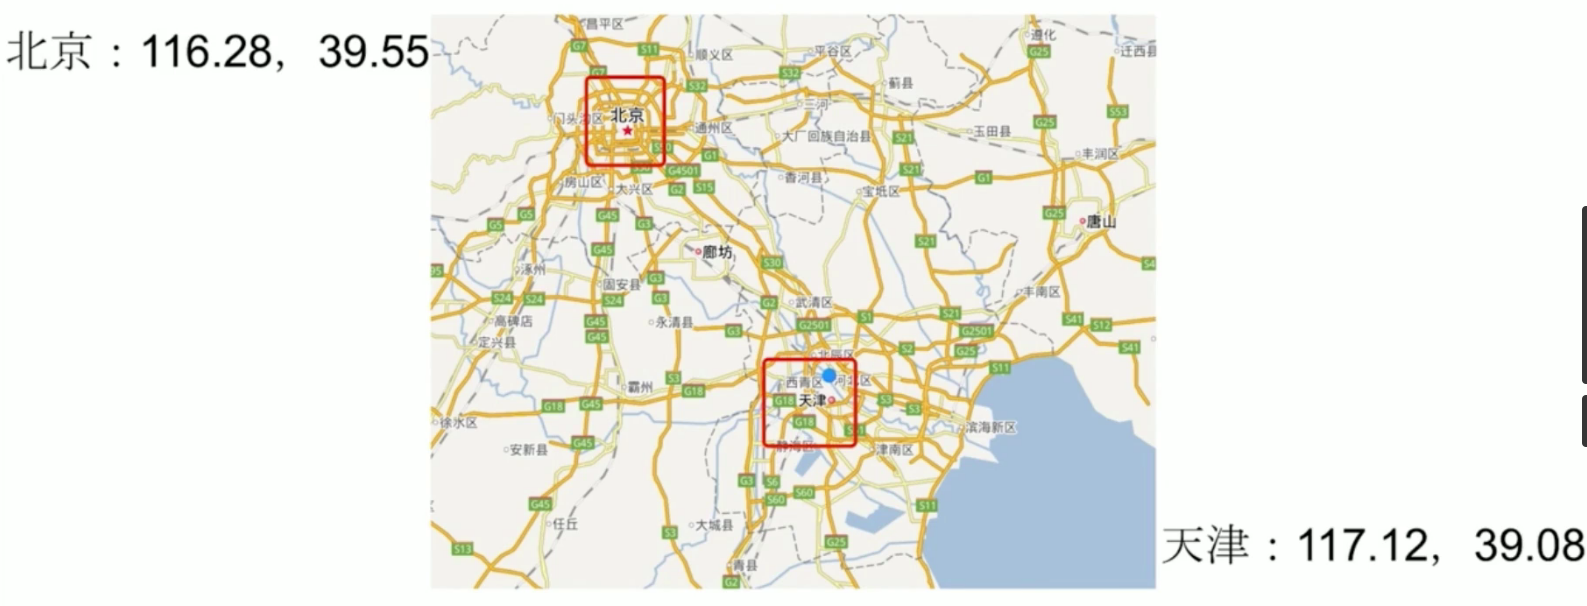 北京：116.28，39.55
昌平区
遵化
G7
S11
顺义区
平谷区
G25
迁西县
G7
S32
S32
蓟县
三河
S53
北京
门头沟区
通州区
大厂回族自治县
S21
玉田县
G25
G1
丰润区
G4501
香河县
S21
G1
房山区
大兴区
G2
S15
宝坻区
G5
G5
G45
G3
G25
唐山
S21
G45
廊坊
S30
涿州
固安县
G3
S24
S24
S24
G3
G2
武清区
丰南区
高碑店
G45
永清县
G3
G2501
S1
S21
S41
S12
G45
G2501
定兴县
北辰区
S2
G25
S41
S11
霸州
S3
G18
西青区
河北区
G18
G45
G18
天津
S3
S3
徐水区
G18
滨海新区
安新县
G45
静海区
津南区
G3
S6
S60
S60
G45
S11
任丘
S3
大城县
S13
G25
青县
G2
天津：117.12，39.08